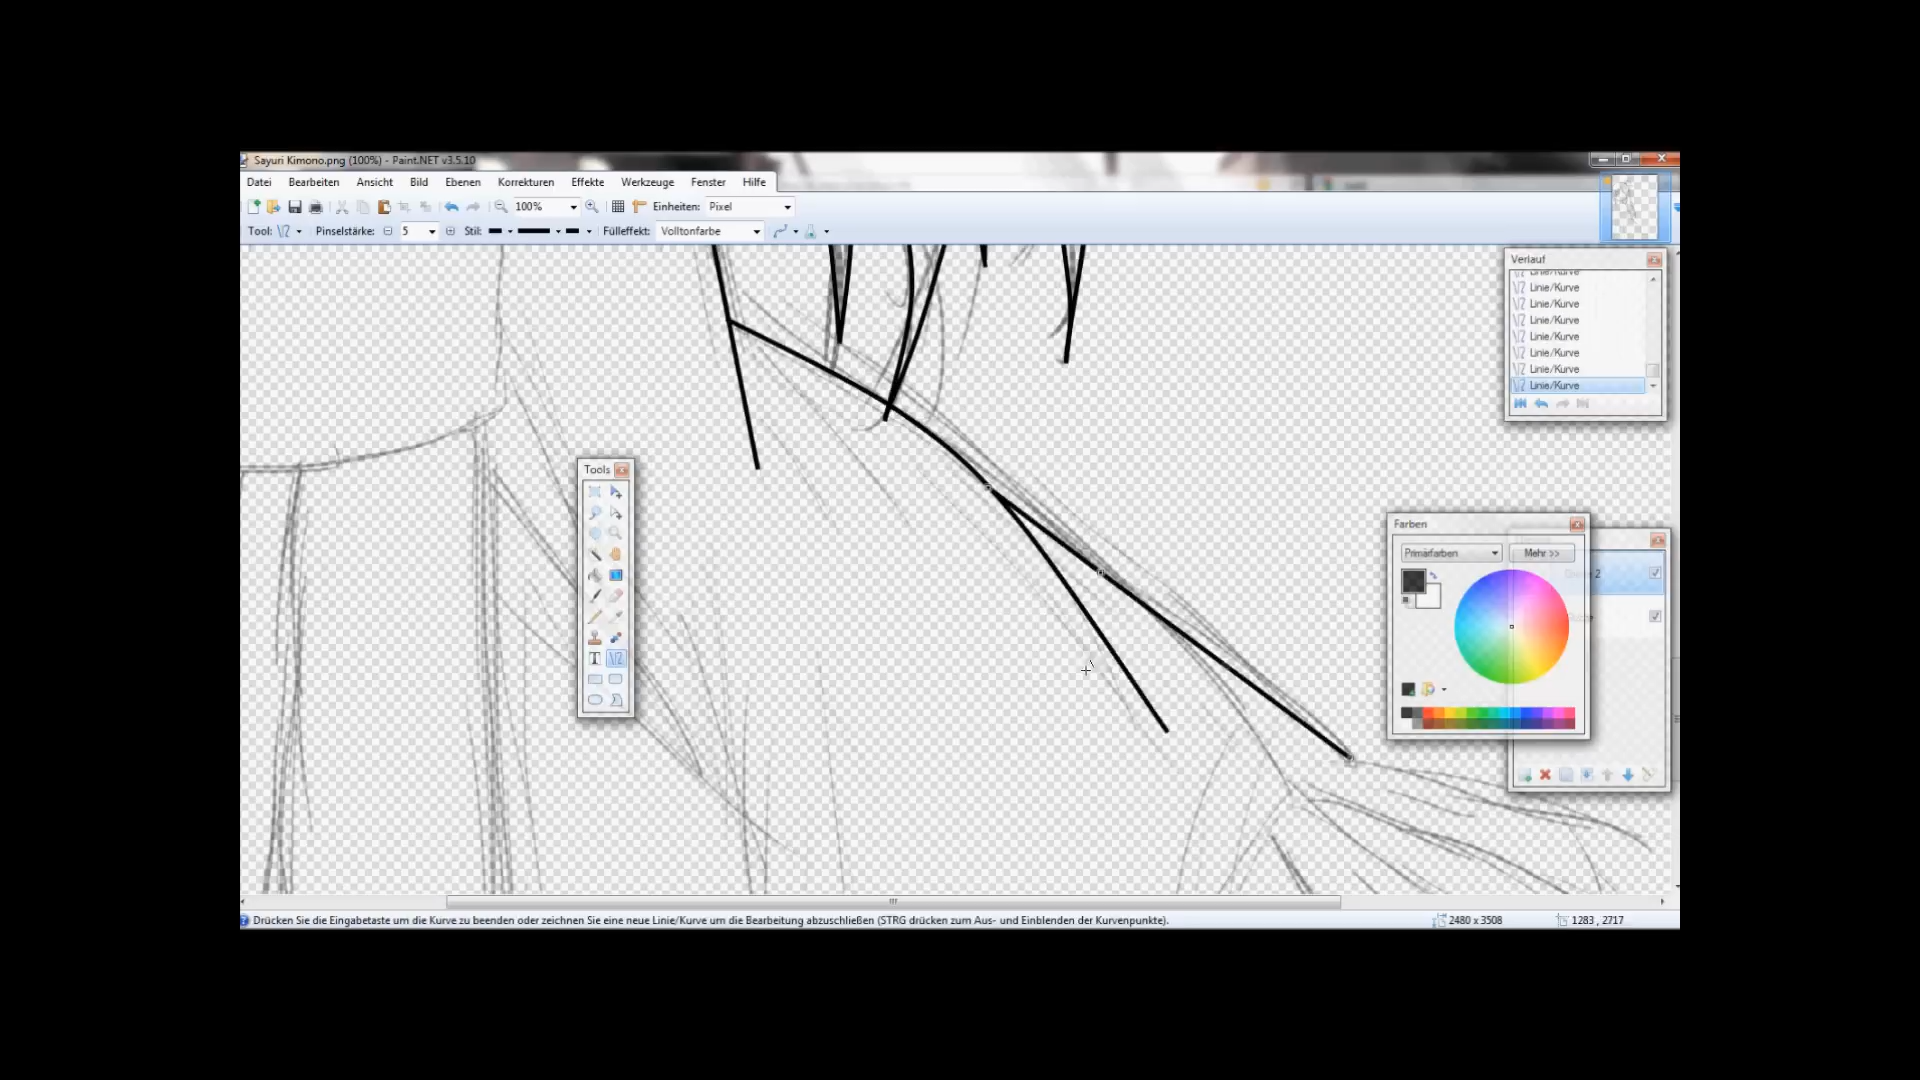 Sayuri Kimono.png (100%) - Paint.NET v3.5.10
Datei Bearbeiten Ansicht Bild Ebenen Korrekturen Effekte Werkzeuge Fenster Hilfe
100% Einheiten: Pixel
Tool: Pinselstärke: 5 Stil: Fülleffekt: Volltonfarbe
Verlauf
Linie/Kurve
Linie/Kurve
Linie/Kurve
Linie/Kurve
Linie/Kurve
Linie/Kurve
Linie/Kurve
Linie/Kurve
Tools
T
Farben
Primärfarben Mehr >>
2
Drücken Sie die Eingabetaste um die Kurve zu beenden oder zeichnen Sie eine neue Linie/Kurve um die Bearbeitung abzuschließen (STRG drücken zum Aus- und Einblenden der Kurvenpunkte).
2480 x 3508
1283 , 2717